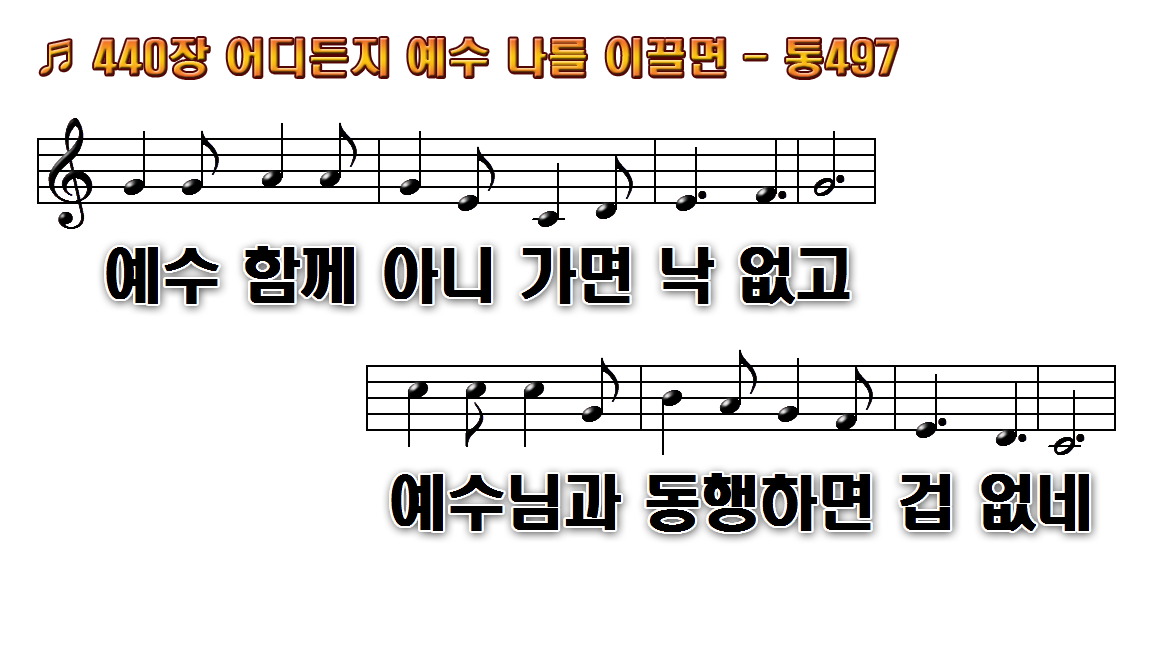 ♬ 440장 어디든지 예수 나를 이끌면 - 통497
예수 함께 아니 가면 낙 없고
예수님과 동행하면 겁 없네